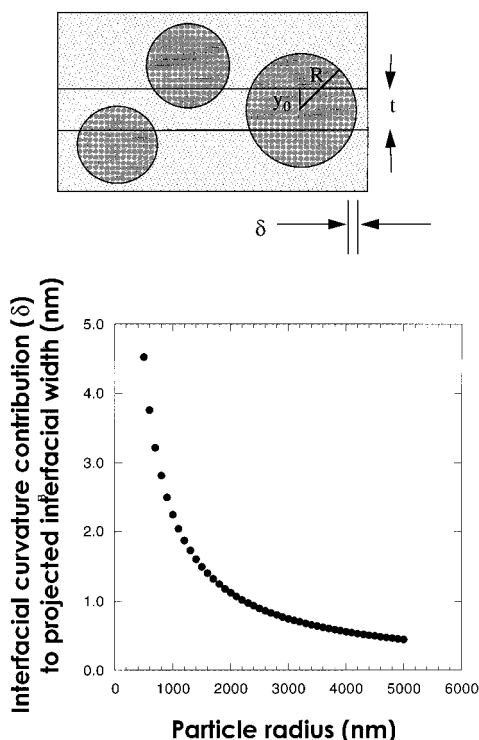 R
y0
t
δ
Interfacial curvature contribution (δ)
to projected interfacial width (nm)
5.0
4.0
3.0
2.0
1.0
0.0
0 1000 2000 3000 4000 5000 6000
Particle radius (nm)